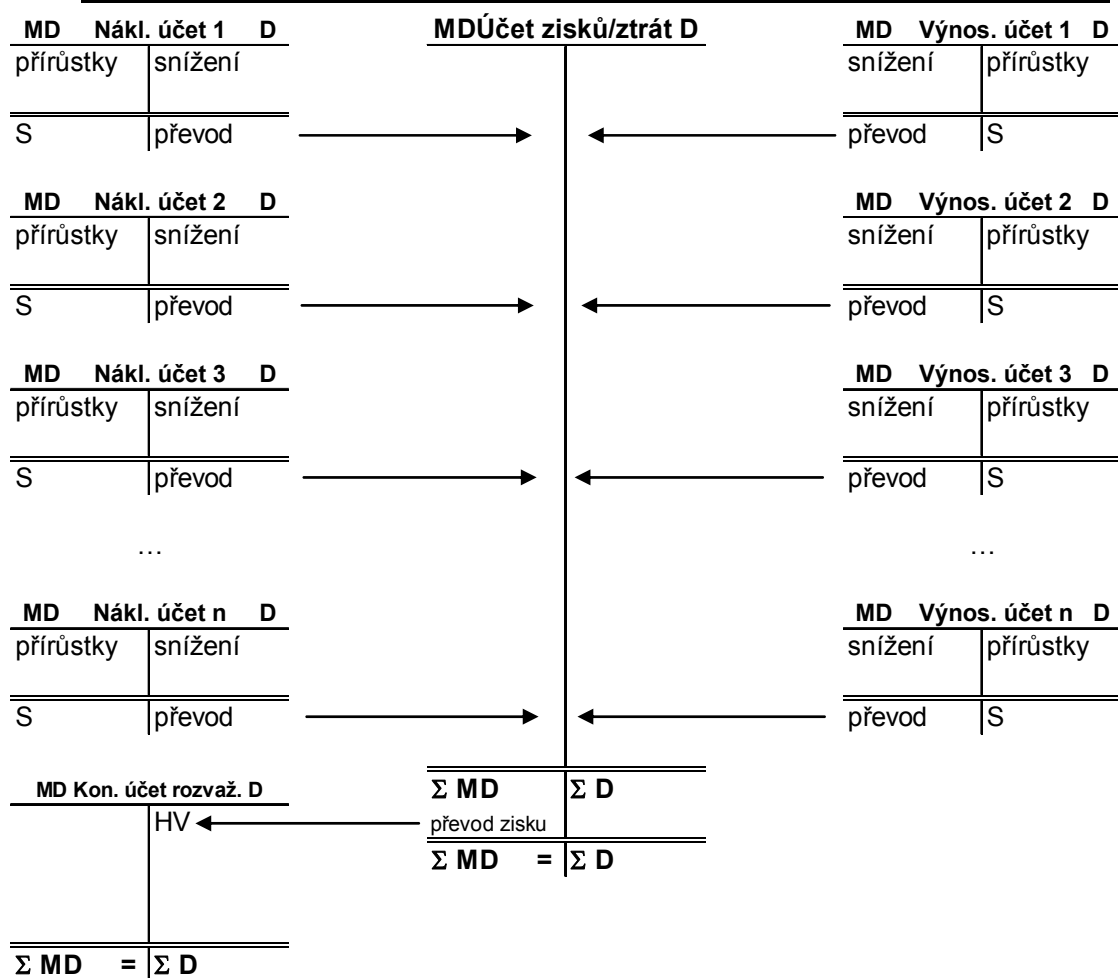 MD Nákl. účet 1 D
MDÚčet zisků/ztrát D
MD Výnos. účet 1 D
přírůstky snížení
snížení přírůstky
S převod
převod S
MD Nákl. účet 2 D
MD Výnos. účet 2 D
přírůstky snížení
snížení přírůstky
S převod
převod S
MD Nákl. účet 3 D
MD Výnos. účet 3 D
přírůstky snížení
snížení přírůstky
S převod
převod S
...
...
MD Nákl. účet n D
MD Výnos. účet n D
přírůstky snížení
snížení přírůstky
S převod
převod S
MD Kon. účet rozvaž. D
Σ MD Σ D
HV
převod zisku
Σ MD = Σ D
Σ MD = Σ D